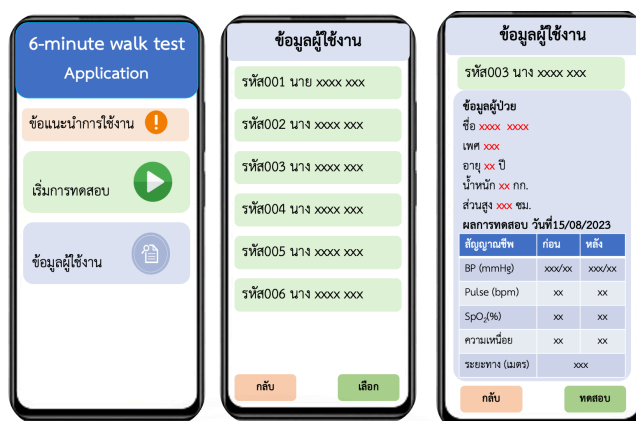 6-minute walk test
Application
ข้อแนะนำการใช้งาน
เริ่มการทดสอบ
ข้อมูลผู้ใช้งาน
ข้อมูลผู้ใช้งาน
รหัส001 นาย xxxx xxx
รหัส002 นาง xxxx xxx
รหัส003 นาง xxxx xxx
รหัส004 นาง xxxx xxx
รหัส005 นาง xxxx xxx
รหัส006 นาง xxxx xxx
กลับ เลือก
ข้อมูลผู้ใช้งาน
รหัส003 นาง xxxx xxx
ข้อมูลผู้ป่วย
ชื่อ xxxx xxxx
เพศ xxx
อายุ xx ปี
น้ำหนัก xx กก.
ส่วนสูง xxx ซม.
ผลการทดสอบ วันที่15/08/2023
สัญญาณชีพ ก่อน หลัง
BP (mmHg) xxx/xx xxx/xx
Pulse (bpm) xx xx
SpO₂(%) xx xx
ความเหนื่อย xx xx
ระยะทาง (เมตร) xxx
กลับ ทดสอบ